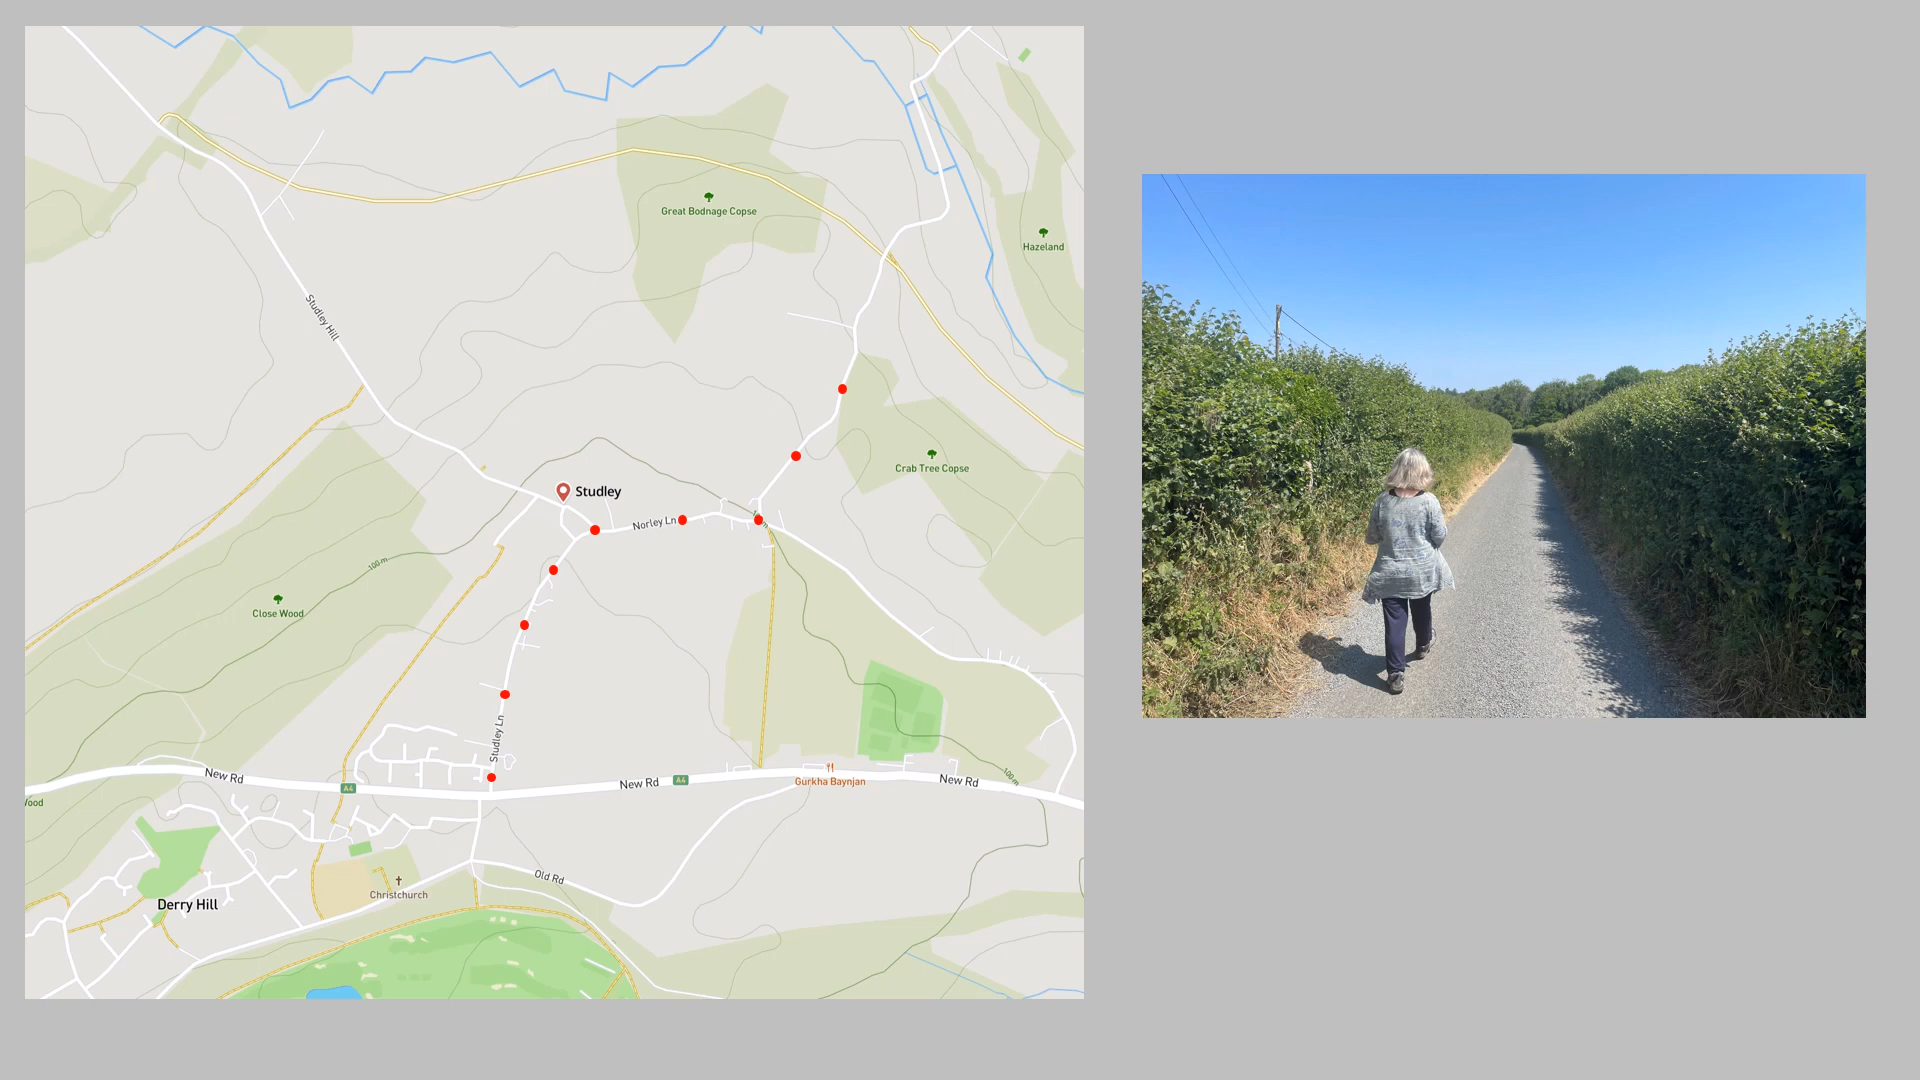 Great Bodnage Copse
Hazeland
Studley Hill
Crab Tree Copse
Studley
Norley Ln
100 m
Close Wood
Studley Ln
New Rd
A4
New Rd
A4
Gurkha Baynjan
New Rd
100 m
Old Rd
Christchurch
Derry Hill